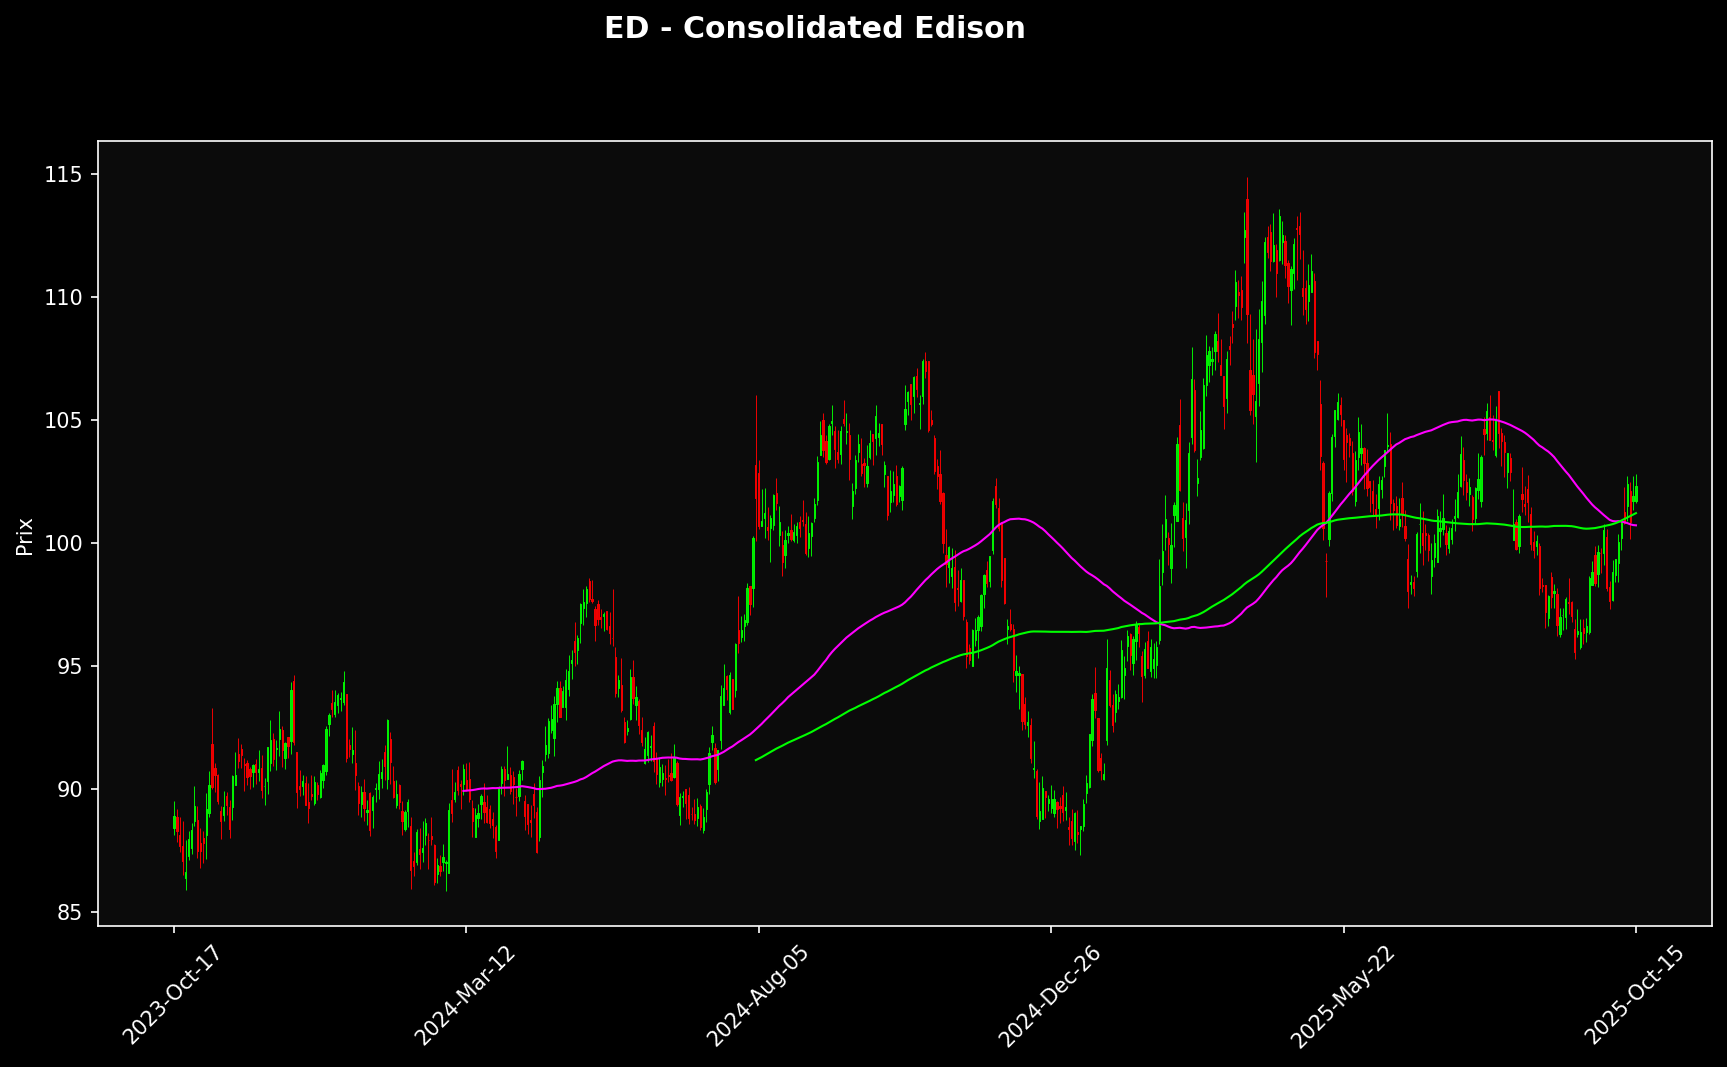 ED - Consolidated Edison
Prix
115
110
105
100
95
90
85
2023-Oct-17
2024-Mar-12
2024-Aug-05
2024-Dec-26
2025-May-22
2025-Oct-15